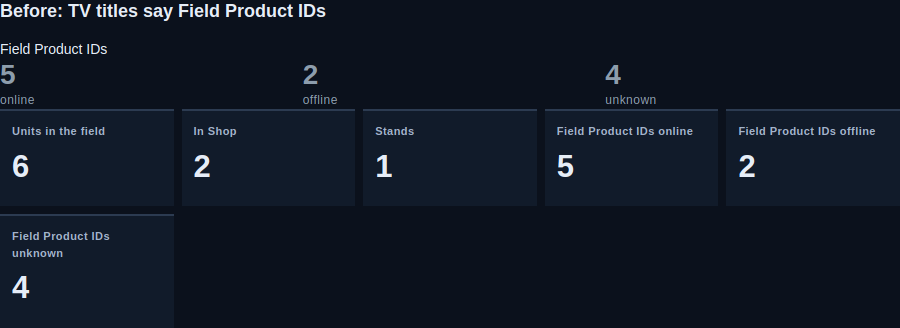 Before: TV titles say Field Product IDs
Field Product IDs
5 2 4
online offline unknown
Units in the field In Shop Stands Field Product IDs online Field Product IDs offline
6 2 1 5 2
Field Product IDs
unknown
4